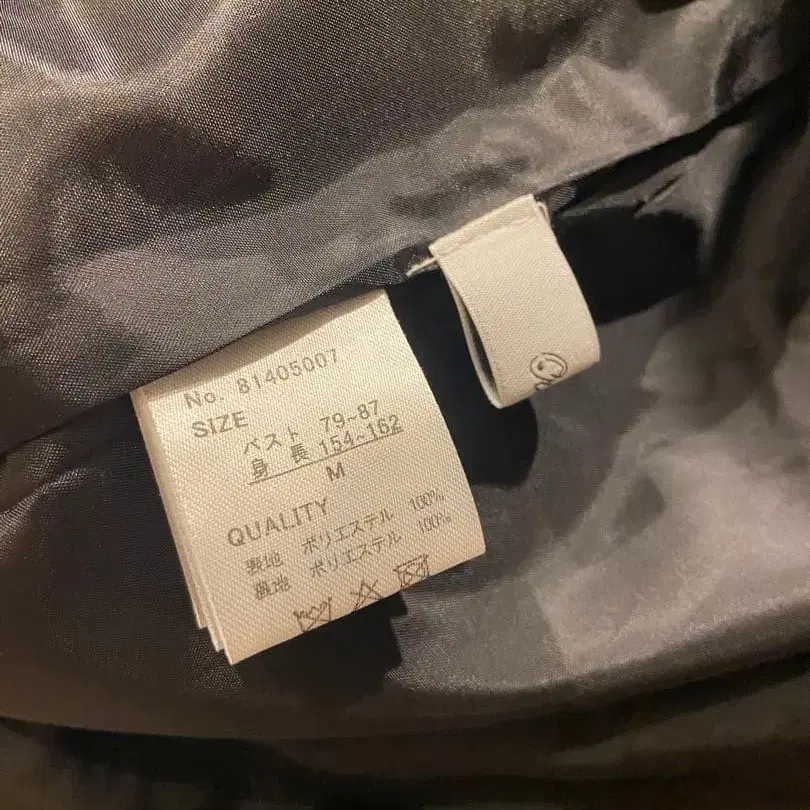 No. 81405007
SIZE
バスト 79~87
身長 154~162
M
QUALITY
表地 ポリエステル 100%
裏地 ポリエステル 100%